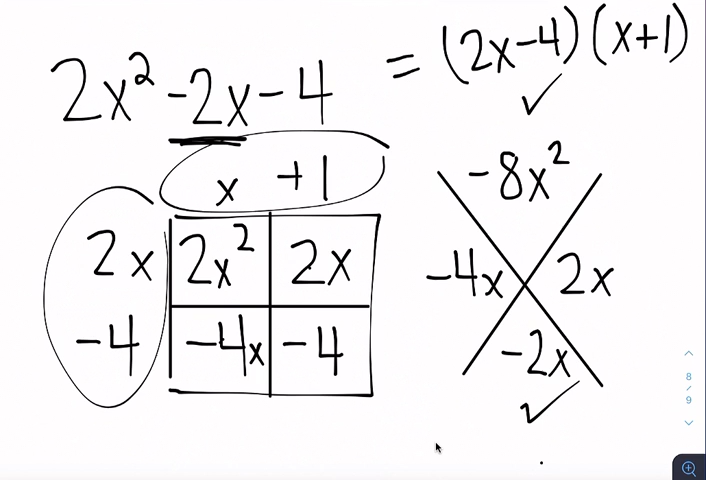 2x² -2x - 4 = (2x-4)(x+1)
x +1
2x 2x² 2x
-4 -4x -4
-8x²
-4x 2x
-2x
8
/
9